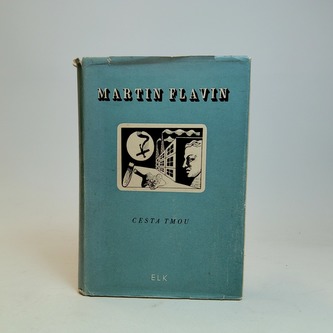 MARTIN FLAVIN
CESTA TMOU
ELK